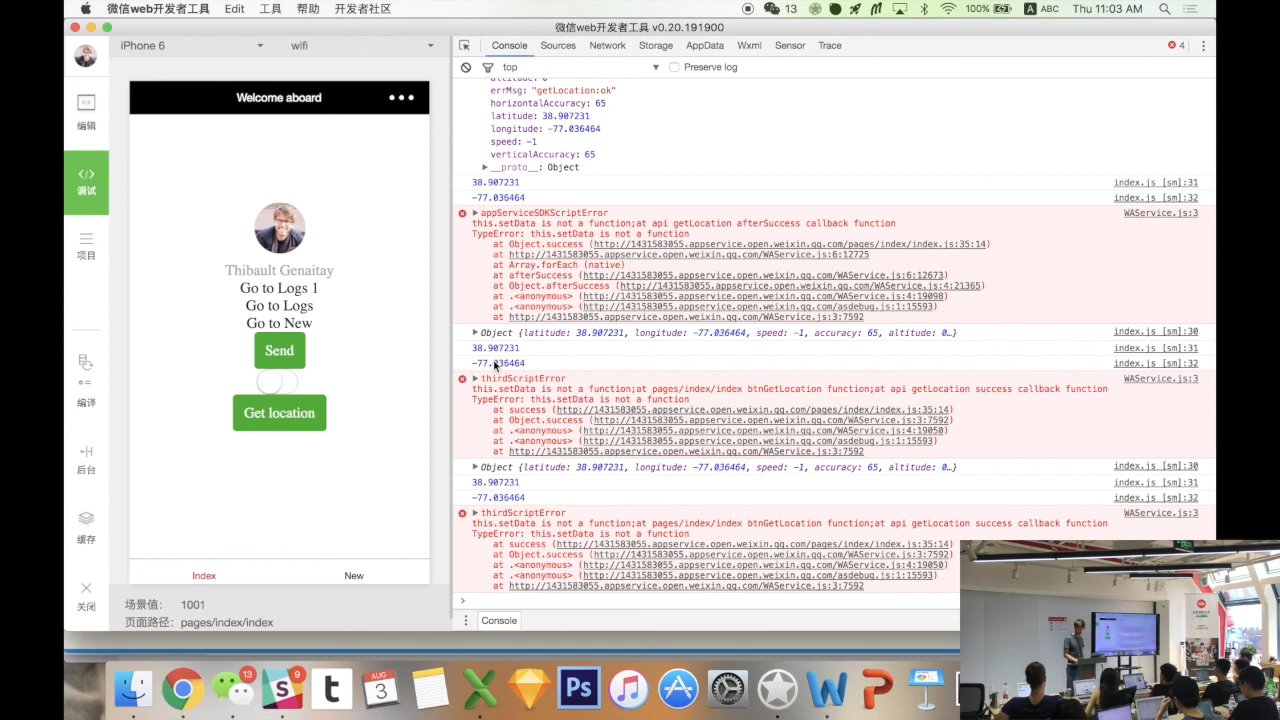 微信web开发者工具 Edit 工具 帮助 开发者社区
13 100% A ABC Thu 11:03 AM
微信web开发者工具 v0.20.191900
iPhone 6 wifi
Console Sources Network Storage AppData Wxml Sensor Trace 4
top Preserve log
编辑
调试
项目
编译
后台
缓存
关闭
Welcome aboard
Thibault Genaitay
Go to Logs 1
Go to Logs
Go to New
Send
Get location
Index New
场景值: 1001
页面路径: pages/index/index
altitude: 0
errMsg: "getLocation:ok"
horizontalAccuracy: 65
latitude: 38.907231
longitude: -77.036464
speed: -1
verticalAccuracy: 65
__proto__: Object
38.907231 index.js [sm]:31
-77.036464 index.js [sm]:32
appServiceSDKScriptError WAService.js:3
this.setData is not a function;at api getLocation afterSuccess callback function
TypeError: this.setData is not a function
at Object.success (http://1431583055.appservice.open.weixin.qq.com/pages/index/index.js:35:14)
at http://1431583055.appservice.open.weixin.qq.com/WAService.js:6:12725
at Array.forEach (native)
at afterSuccess (http://1431583055.appservice.open.weixin.qq.com/WAService.js:6:12673)
at Object.afterSuccess (http://1431583055.appservice.open.weixin.qq.com/WAService.js:4:21365)
at .<anonymous> (http://1431583055.appservice.open.weixin.qq.com/WAService.js:4:19098)
at .<anonymous> (http://1431583055.appservice.open.weixin.qq.com/asdebug.js:1:15593)
at http://1431583055.appservice.open.weixin.qq.com/WAService.js:3:7592
Object {latitude: 38.907231, longitude: -77.036464, speed: -1, accuracy: 65, altitude: 0…} index.js [sm]:30
38.907231 index.js [sm]:31
-77.036464 index.js [sm]:32
thirdScriptError WAService.js:3
this.setData is not a function;at pages/index/index btnGetLocation function;at api getLocation success callback function
TypeError: this.setData is not a function
at success (http://1431583055.appservice.open.weixin.qq.com/pages/index/index.js:35:14)
at Object.success (http://1431583055.appservice.open.weixin.qq.com/WAService.js:3:7592)
at .<anonymous> (http://1431583055.appservice.open.weixin.qq.com/WAService.js:4:19050)
at .<anonymous> (http://1431583055.appservice.open.weixin.qq.com/asdebug.js:1:15593)
at http://1431583055.appservice.open.weixin.qq.com/WAService.js:3:7592
Object {latitude: 38.907231, longitude: -77.036464, speed: -1, accuracy: 65, altitude: 0…} index.js [sm]:30
38.907231 index.js [sm]:31
-77.036464 index.js [sm]:32
thirdScriptError WAService.js:3
this.setData is not a function;at pages/index/index btnGetLocation function;at api getLocation success callback function
TypeError: this.setData is not a function
at success (http://1431583055.appservice.open.weixin.qq.com/pages/index/index.js:35:14)
at Object.success (http://1431583055.appservice.open.weixin.qq.com/WAService.js:3:7592)
at .<anonymous> (http://1431583055.appservice.open.weixin.qq.com/WAService.js:4:19050)
at .<anonymous> (http://1431583055.appservice.open.weixin.qq.com/asdebug.js:1:15593)
at http://1431583055.appservice.open.weixin.qq.com/WAService.js:3:7592
Console
13 9 t AUG 3 Ps